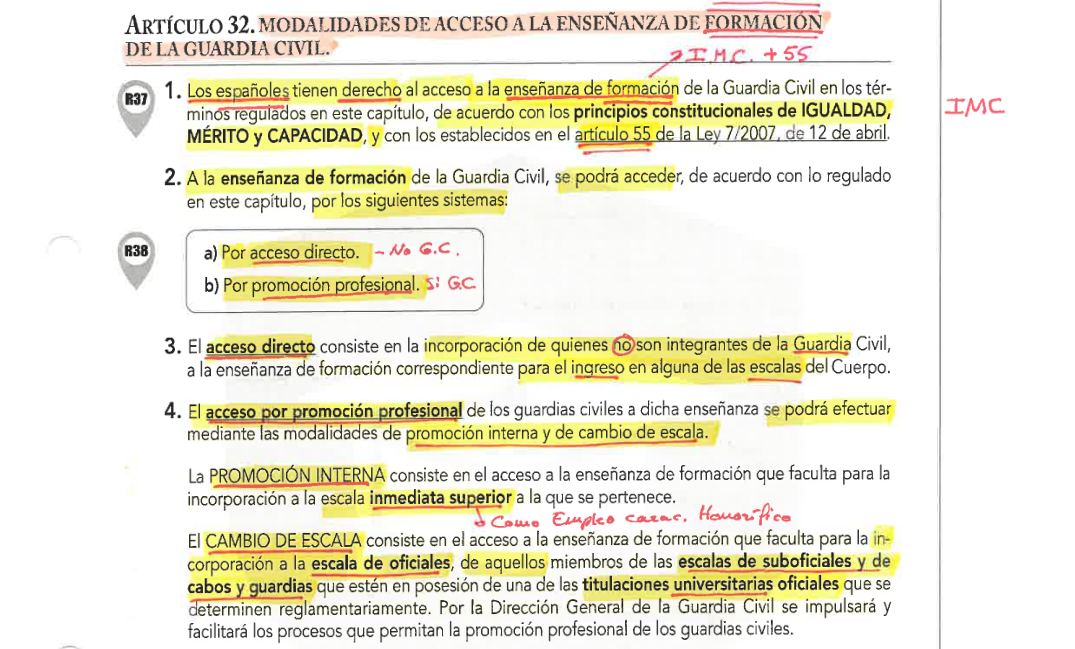 ARTÍCULO 32. MODALIDADES DE ACCESO A LA ENSEÑANZA DE FORMACIÓN
DE LA GUARDIA CIVIL.
IMC. + 55
R37
1. Los españoles tienen derecho al acceso a la enseñanza de formación de la Guardia Civil en los tér-
minos regulados en este capítulo, de acuerdo con los principios constitucionales de IGUALDAD,
IMC
MÉRITO y CAPACIDAD, y con los establecidos en el artículo 55 de la Ley 7/2007, de 12 de abril.
2. A la enseñanza de formación de la Guardia Civil, se podrá acceder, de acuerdo con lo regulado
en este capítulo, por los siguientes sistemas:
R38
a) Por acceso directo. - No G.C.
b) Por promoción profesional. Si GC
3. El acceso directo consiste en la incorporación de quienes no son integrantes de la Guardia Civil,
a la enseñanza de formación correspondiente para el ingreso en alguna de las escalas del Cuerpo.
4. El acceso por promoción profesional de los guardias civiles a dicha enseñanza se podrá efectuar
mediante las modalidades de promoción interna y de cambio de escala.
La PROMOCIÓN INTERNA consiste en el acceso a la enseñanza de formación que faculta para la
incorporación a la escala inmediata superior a la que se pertenece.
Como Empleo carac. Honorífico
El CAMBIO DE ESCALA consiste en el acceso a la enseñanza de formación que faculta para la in-
corporación a la escala de oficiales, de aquellos miembros de las escalas de suboficiales y de
cabos y guardias que estén en posesión de una de las titulaciones universitarias oficiales que se
determinen reglamentariamente. Por la Dirección General de la Guardia Civil se impulsará y
facilitará los procesos que permitan la promoción profesional de los guardias civiles.